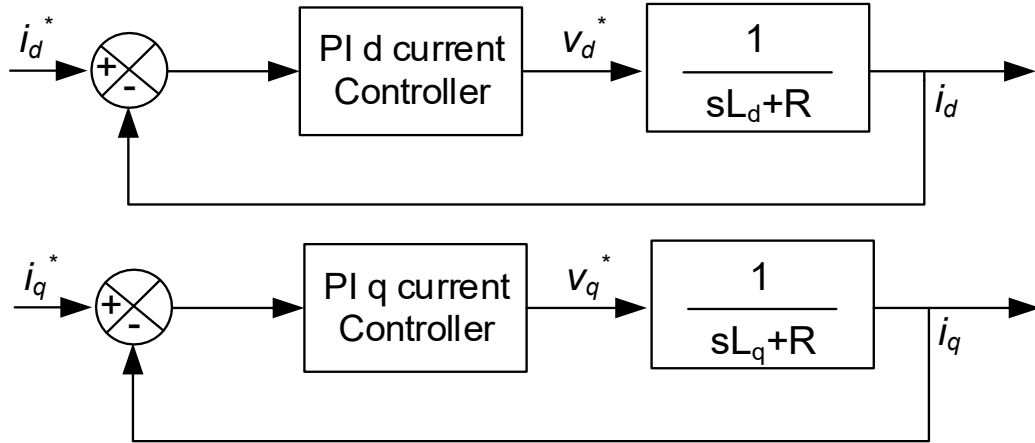 i_d^*
+
-
PI d current
Controller
v_d^*
1
sL_d+R
i_d
i_q^*
+
-
PI q current
Controller
v_q^*
1
sL_q+R
i_q